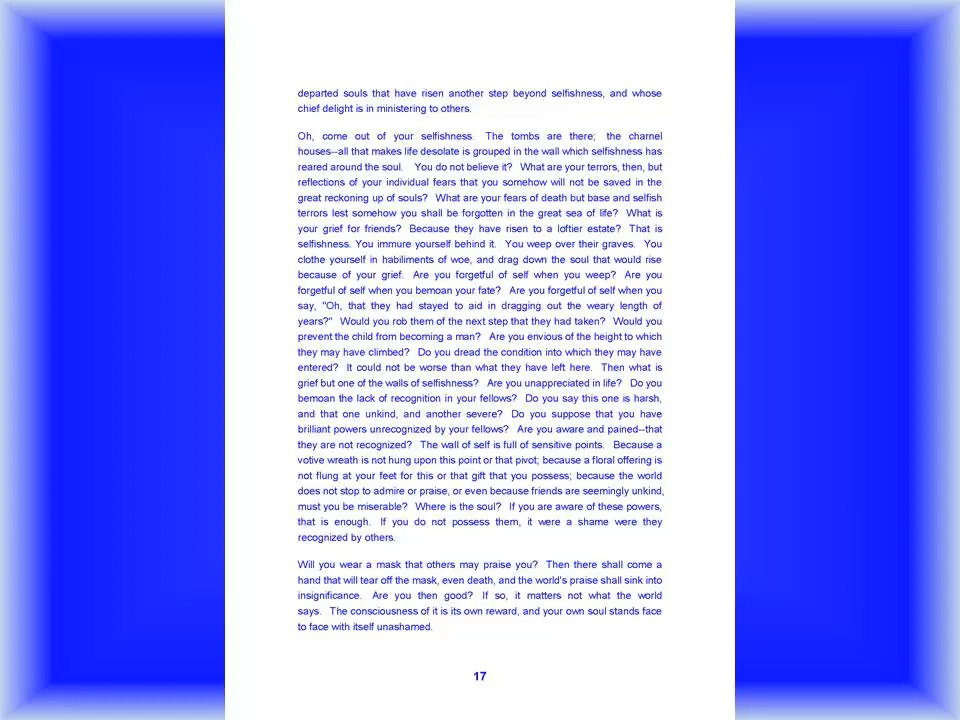 departed souls that have risen another step beyond selfishness, and whose
chief delight is in ministering to others.
Oh, come out of your selfishness. The tombs are there; the charnel
houses--all that makes life desolate is grouped in the wall which selfishness has
reared around the soul. You do not believe it? What are your terrors, then, but
reflections of your individual fears that you somehow will not be saved in the
great reckoning up of souls? What are your fears of death but base and selfish
terrors lest somehow you shall be forgotten in the great sea of life? What is
your grief for friends? Because they have risen to a loftier estate? That is
selfishness. You immure yourself behind it. You weep over their graves. You
clothe yourself in habiliments of woe, and drag down the soul that would rise
because of your grief. Are you forgetful of self when you weep? Are you
forgetful of self when you bemoan your fate? Are you forgetful of self when you
say, "Oh, that they had stayed to aid in dragging out the weary length of
years?" Would you rob them of the next step that they had taken? Would you
prevent the child from becoming a man? Are you envious of the height to which
they may have climbed? Do you dread the condition into which they may have
entered? It could not be worse than what they have left here. Then what is
grief but one of the walls of selfishness? Are you unappreciated in life? Do you
bemoan the lack of recognition in your fellows? Do you say this one is harsh,
and that one unkind, and another severe? Do you suppose that you have
brilliant powers unrecognized by your fellows? Are you aware and pained--that
they are not recognized? The wall of self is full of sensitive points. Because a
votive wreath is not hung upon this point or that pivot; because a floral offering is
not flung at your feet for this or that gift that you possess; because the world
does not stop to admire or praise, or even because friends are seemingly unkind,
must you be miserable? Where is the soul? If you are aware of these powers,
that is enough. If you do not possess them, it were a shame were they
recognized by others.
Will you wear a mask that others may praise you? Then there shall come a
hand that will tear off the mask, even death, and the world's praise shall sink into
insignificance. Are you then good? If so, it matters not what the world
says. The consciousness of it is its own reward, and your own soul stands face
to face with itself unashamed.
17